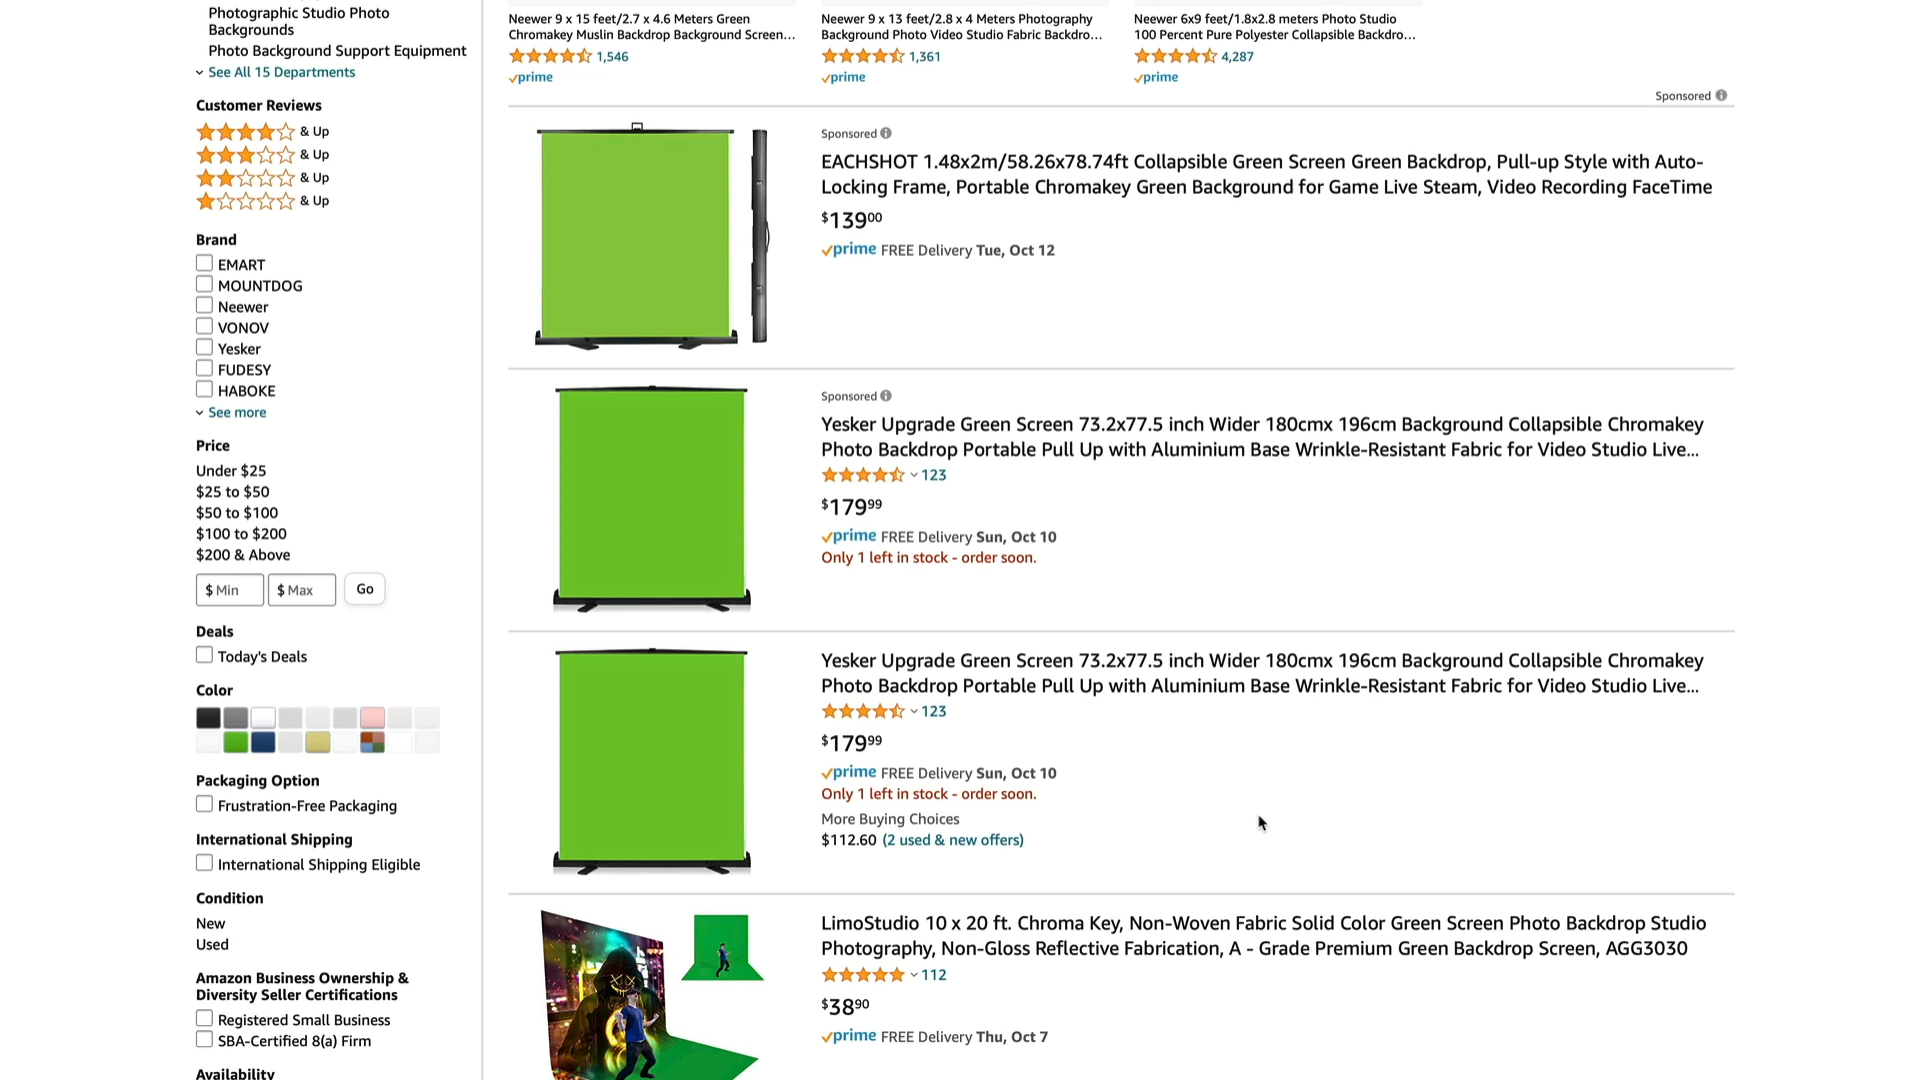 Photographic Studio Photo
Backgrounds
Photo Background Support Equipment
See All 15 Departments
Customer Reviews
& Up
& Up
& Up
& Up
Brand
EMART
MOUNTDOG
Neewer
VONOV
Yesker
FUDESY
HABOKE
See more
Price
Under $25
$25 to $50
$50 to $100
$100 to $200
$200 & Above
$ Min
$ Max
Go
Deals
Today's Deals
Color
Packaging Option
Frustration-Free Packaging
International Shipping
International Shipping Eligible
Condition
New
Used
Amazon Business Ownership &
Diversity Seller Certifications
Registered Small Business
SBA-Certified 8(a) Firm
Availability
Neewer 9 x 15 feet/2.7 x 4.6 Meters Green
Chromakey Muslin Backdrop Background Screen...
1,546
prime
Neewer 9 x 13 feet/2.8 x 4 Meters Photography
Background Photo Video Studio Fabric Backdro...
1,361
prime
Neewer 6x9 feet/1.8x2.8 meters Photo Studio
100 Percent Pure Polyester Collapsible Backdro...
4,287
prime
Sponsored
Sponsored
EACHSHOT 1.48x2m/58.26x78.74ft Collapsible Green Screen Green Backdrop, Pull-up Style with Auto-
Locking Frame, Portable Chromakey Green Background for Game Live Steam, Video Recording FaceTime
$13900
prime FREE Delivery Tue, Oct 12
Sponsored
Yesker Upgrade Green Screen 73.2x77.5 inch Wider 180cmx 196cm Background Collapsible Chromakey
Photo Backdrop Portable Pull Up with Aluminium Base Wrinkle-Resistant Fabric for Video Studio Live...
123
$17999
prime FREE Delivery Sun, Oct 10
Only 1 left in stock - order soon.
Yesker Upgrade Green Screen 73.2x77.5 inch Wider 180cmx 196cm Background Collapsible Chromakey
Photo Backdrop Portable Pull Up with Aluminium Base Wrinkle-Resistant Fabric for Video Studio Live...
123
$17999
prime FREE Delivery Sun, Oct 10
Only 1 left in stock - order soon.
More Buying Choices
$112.60 (2 used & new offers)
LimoStudio 10 x 20 ft. Chroma Key, Non-Woven Fabric Solid Color Green Screen Photo Backdrop Studio
Photography, Non-Gloss Reflective Fabrication, A - Grade Premium Green Backdrop Screen, AGG3030
112
$3890
prime FREE Delivery Thu, Oct 7